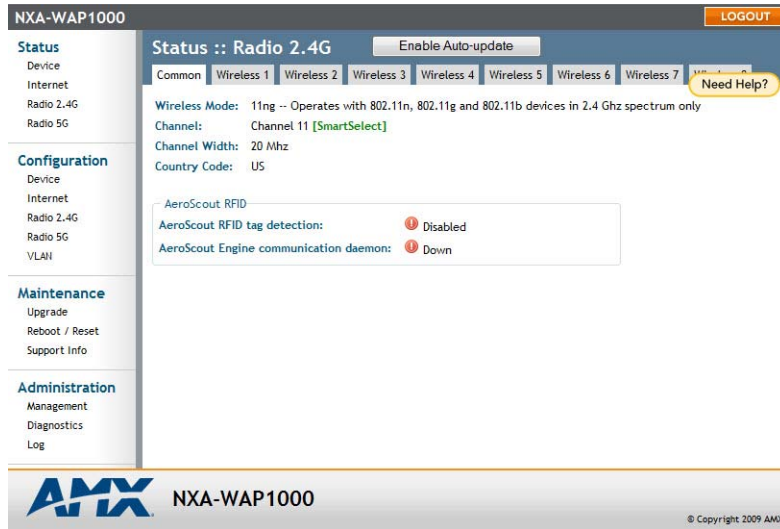 NXA-WAP1000
LOGOUT
Status
Device
Internet
Radio 2.4G
Radio 5G
Configuration
Device
Internet
Radio 2.4G
Radio 5G
VLAN
Maintenance
Upgrade
Reboot / Reset
Support Info
Administration
Management
Diagnostics
Log
Status :: Radio 2.4G
Enable Auto-update
Common Wireless 1 Wireless 2 Wireless 3 Wireless 4 Wireless 5 Wireless 6 Wireless 7
Need Help?
Wireless Mode: 11ng -- Operates with 802.11n, 802.11g and 802.11b devices in 2.4 Ghz spectrum only
Channel: Channel 11 [SmartSelect]
Channel Width: 20 Mhz
Country Code: US
AeroScout RFID
AeroScout RFID tag detection: Disabled
AeroScout Engine communication daemon: Down
AMX NXA-WAP1000
© Copyright 2009 AMX